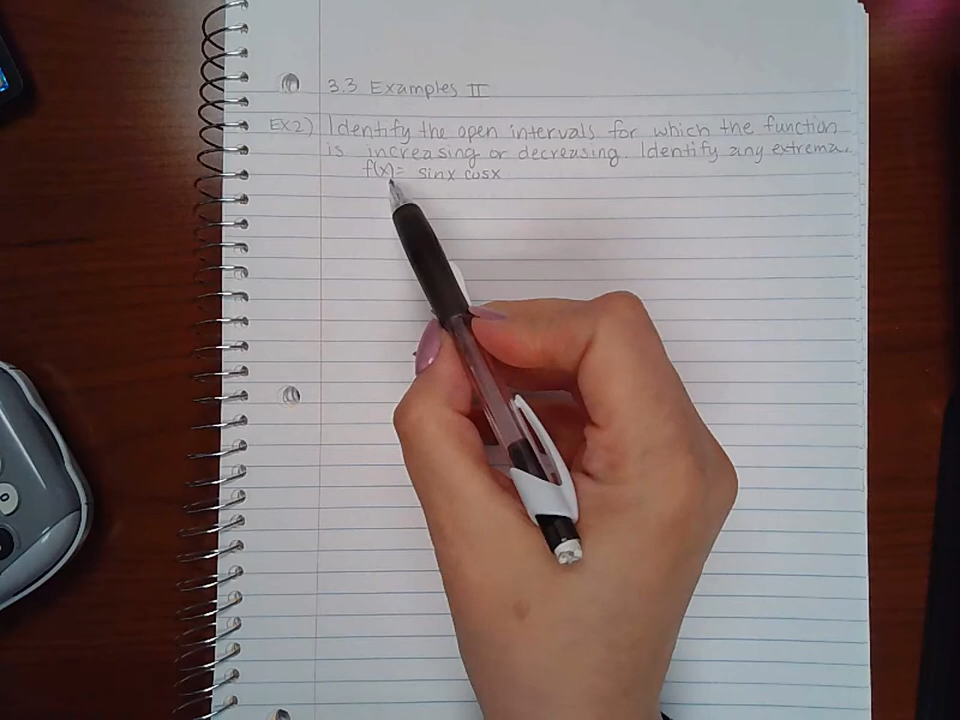 3.3 Examples II
EX2) Identify the open intervals for which the function
is increasing or decreasing. Identify any extrema.
f(x)= sinx cosx